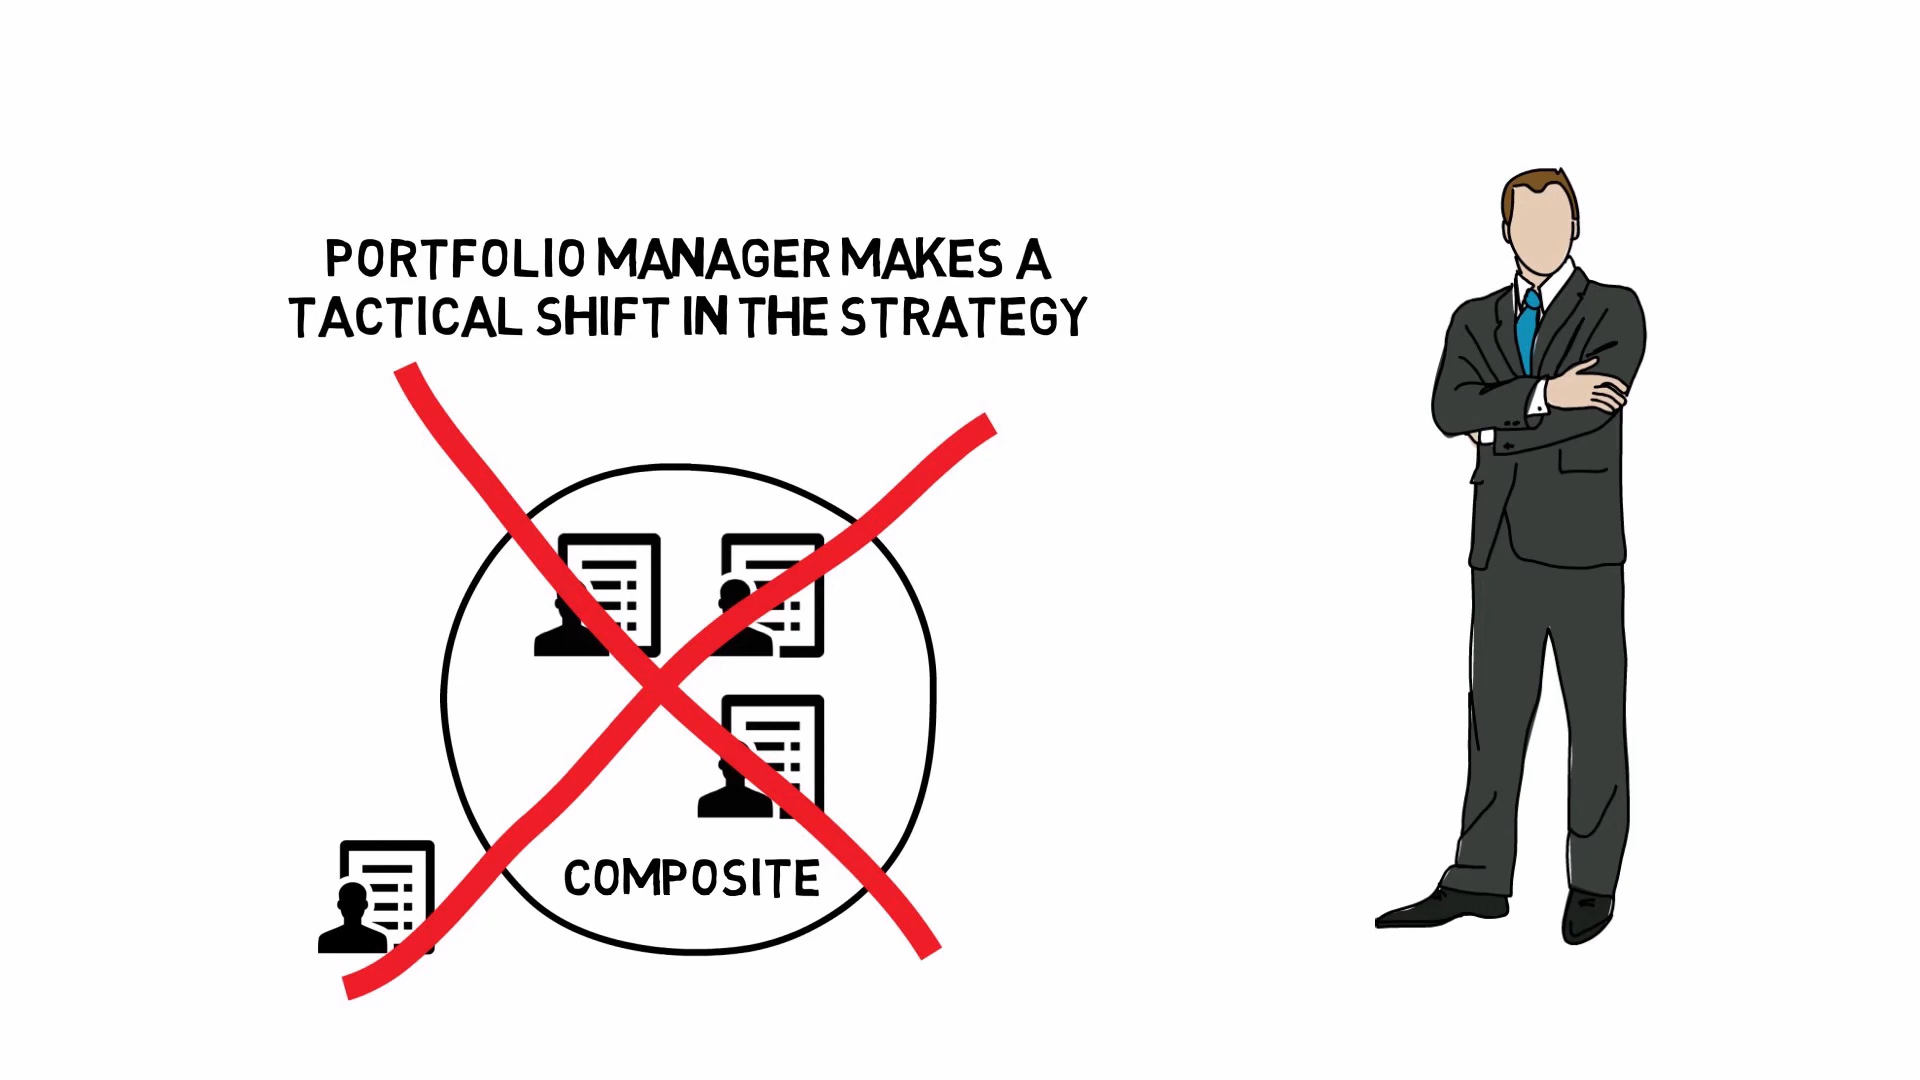 PORTFOLIO MANAGER MAKES A
TACTICAL SHIFT IN THE STRATEGY
COMPOSITE